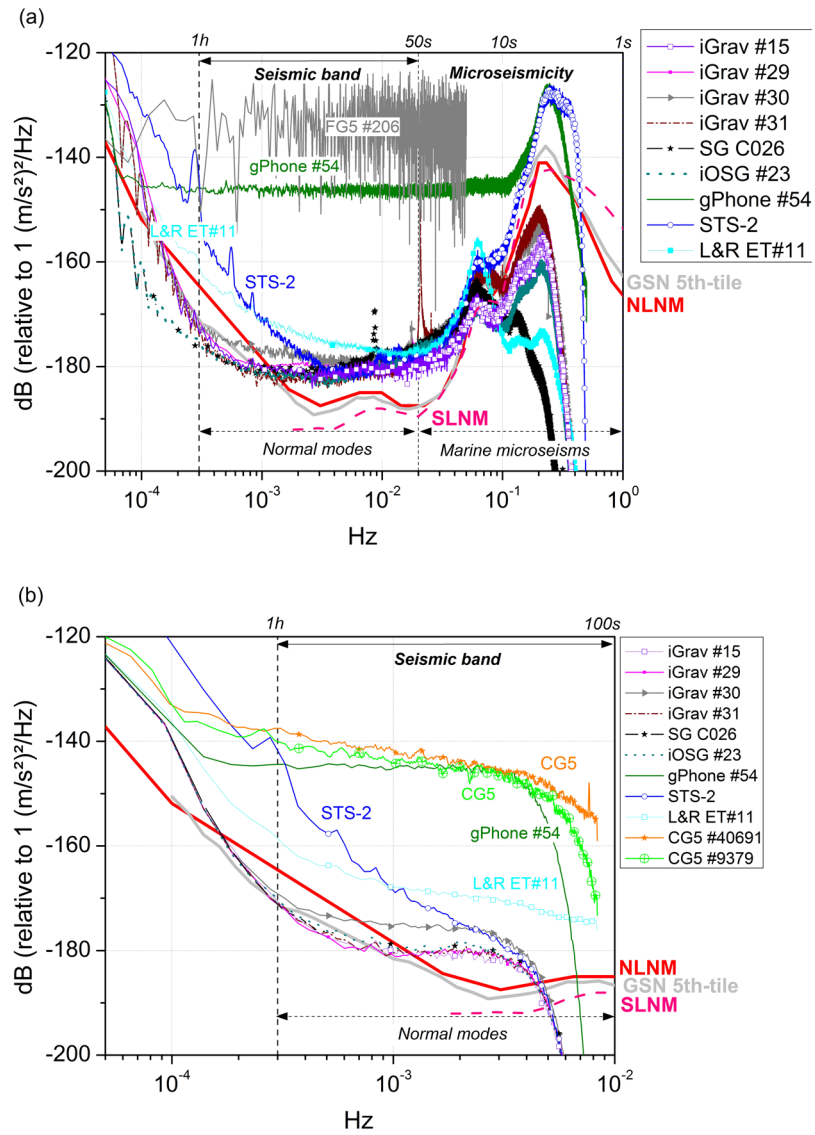 (a)
1h
50s
10s
1s
-120
-140
-160
-180
-200
dB (relative to 1 (m/s²)²/Hz)
Seismic band
Microseismicity
FG5 #206
gPhone #54
L&R ET#11
STS-2
SLNM
Normal modes
Marine microseisms
GSN 5th-tile
NLNM
iGrav #15
iGrav #29
iGrav #30
iGrav #31
SG C026
iOSG #23
gPhone #54
STS-2
L&R ET#11
10⁻⁴
10⁻³
10⁻²
10⁻¹
10⁰
Hz
(b)
1h
100s
-120
-140
-160
-180
-200
dB (relative to 1 (m/s²)²/Hz)
Seismic band
STS-2
CG5
CG5
gPhone #54
L&R ET#11
Normal modes
NLNM
GSN 5th-tile
SLNM
iGrav #15
iGrav #29
iGrav #30
iGrav #31
SG C026
iOSG #23
gPhone #54
STS-2
L&R ET#11
CG5 #40691
CG5 #9379
10⁻⁴
10⁻³
10⁻²
Hz